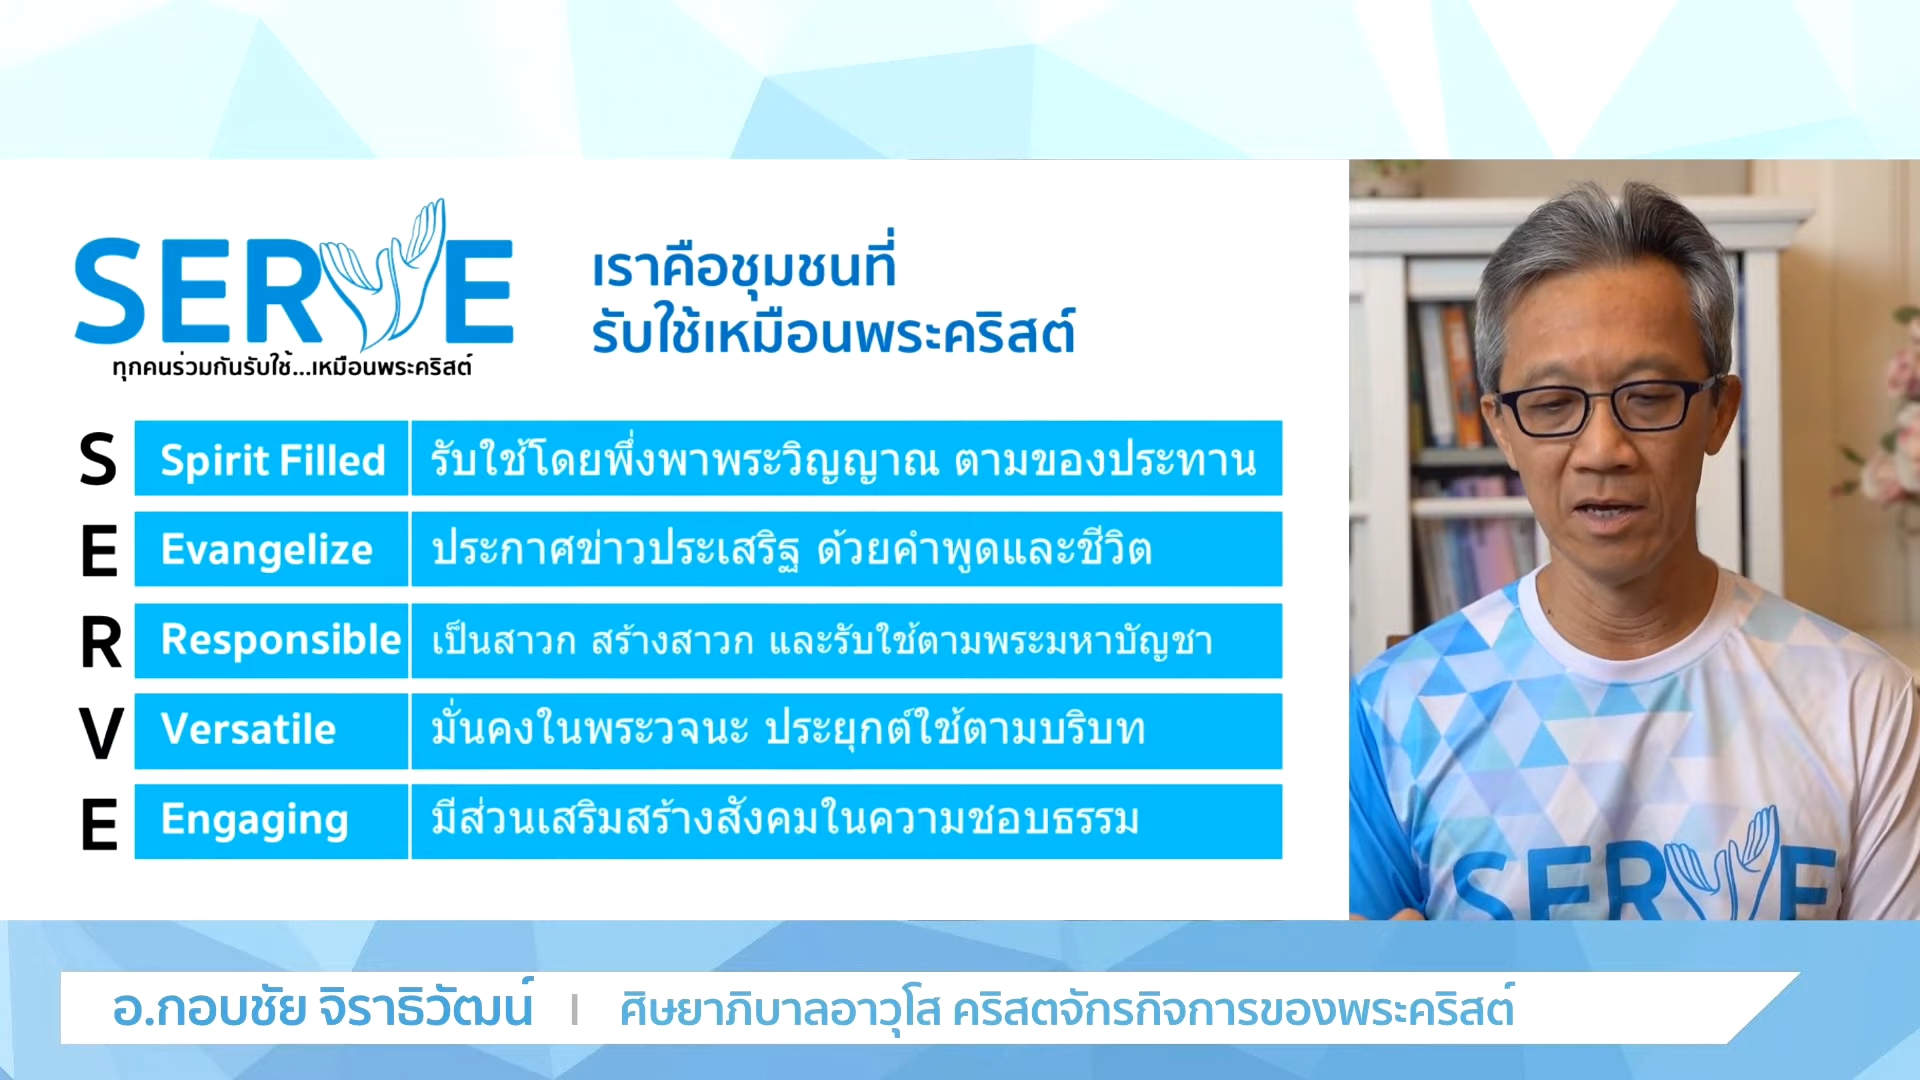 SERVE
ทุกคนร่วมกันรับใช้...เหมือนพระคริสต์
เราคือชุมชนที่
รับใช้เหมือนพระคริสต์
S Spirit Filled รับใช้โดยพึ่งพาพระวิญญาณ ตามของประทาน
E Evangelize ประกาศข่าวประเสริฐ ด้วยคำพูดและชีวิต
R Responsible เป็นสาวก สร้างสาวก และรับใช้ตามพระมหาบัญชา
V Versatile มั่นคงในพระวจนะ ประยุกต์ใช้ตามบริบท
E Engaging มีส่วนเสริมสร้างสังคมในความชอบธรรม
SERVE
อ.กอบชัย จิราธิวัฒน์ | ศิษยาภิบาลอาวุโส คริสตจักรกิจการของพระคริสต์